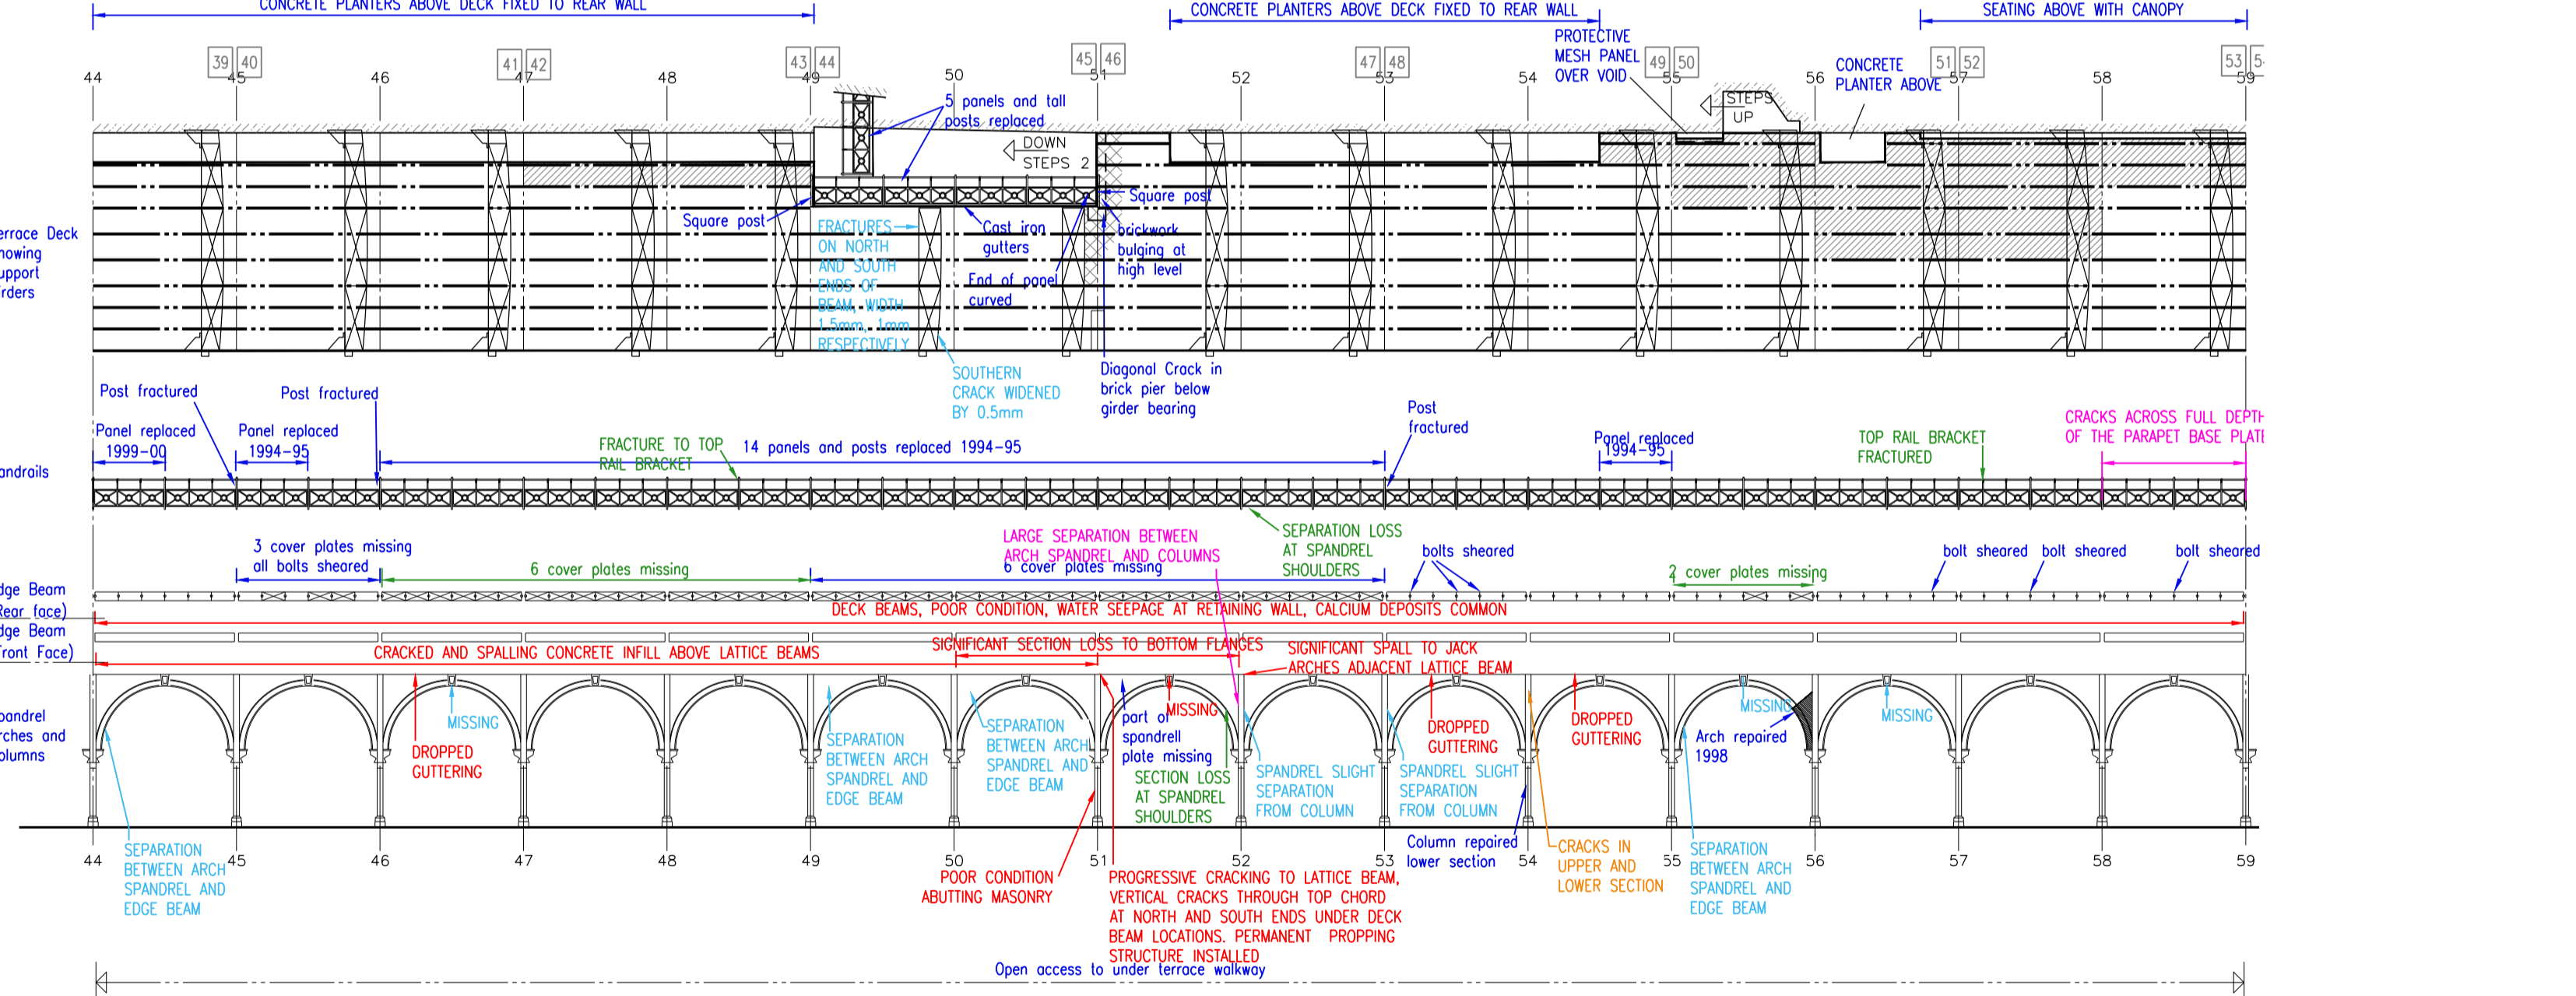 CONCRETE PLANTERS ABOVE DECK FIXED TO REAR WALL
CONCRETE PLANTERS ABOVE DECK FIXED TO REAR WALL
SEATING ABOVE WITH CANOPY
PROTECTIVE
MESH PANEL
OVER VOID
CONCRETE
PLANTER ABOVE
39 40
41 42
43 44
45 46
47 48
49 50
51 52
53
44 45 46 47 48 49 50 51 52 53 54 55 56 57 58 59
STEPS
UP
5 panels and tall
posts replaced
DOWN
STEPS 2
Square post
Square post
Cast iron
gutters
End of panel
curved
brickwork
bulging at
high level
FRACTURES
ON NORTH
AND SOUTH
ENDS OF
BEAM, WIDTH
1.5mm, 1mm
RESPECTIVELY
errace Deck
howing
upport
irders
SOUTHERN
CRACK WIDENED
BY 0.5mm
Diagonal Crack in
brick pier below
girder bearing
Post fractured
Post fractured
Post
fractured
Panel replaced
1999-00
Panel replaced
1994-95
FRACTURE TO TOP
RAIL BRACKET
14 panels and posts replaced 1994-95
Panel replaced
1994-95
TOP RAIL BRACKET
FRACTURED
CRACKS ACROSS FULL DEPTH
OF THE PARAPET BASE PLATE
andrails
LARGE SEPARATION BETWEEN
ARCH SPANDREL AND COLUMNS
SEPARATION LOSS
AT SPANDREL
SHOULDERS
3 cover plates missing
all bolts sheared
6 cover plates missing
6 cover plates missing
bolts sheared
2 cover plates missing
bolt sheared
bolt sheared
bolt sheared
dge Beam
Rear face)
DECK BEAMS, POOR CONDITION, WATER SEEPAGE AT RETAINING WALL, CALCIUM DEPOSITS COMMON
dge Beam
Front Face)
CRACKED AND SPALLING CONCRETE INFILL ABOVE LATTICE BEAMS
SIGNIFICANT SECTION LOSS TO BOTTOM FLANGES
SIGNIFICANT SPALL TO JACK
ARCHES ADJACENT LATTICE BEAM
pandrel
rches and
olumns
MISSING
DROPPED
GUTTERING
SEPARATION
BETWEEN ARCH
SPANDREL AND
EDGE BEAM
SEPARATION
BETWEEN ARCH
SPANDREL AND
EDGE BEAM
part of
spandrell
plate missing
MISSING
SECTION LOSS
AT SPANDREL
SHOULDERS
SPANDREL SLIGHT
SEPARATION
FROM COLUMN
DROPPED
GUTTERING
SPANDREL SLIGHT
SEPARATION
FROM COLUMN
DROPPED
GUTTERING
MISSING
Arch repaired
1998
MISSING
Column repaired
lower section
CRACKS IN
UPPER AND
LOWER SECTION
44 45 46 47 48 49 50 51 52 53 54 55 56 57 58 59
SEPARATION
BETWEEN ARCH
SPANDREL AND
EDGE BEAM
POOR CONDITION
ABUTTING MASONRY
PROGRESSIVE CRACKING TO LATTICE BEAM,
VERTICAL CRACKS THROUGH TOP CHORD
AT NORTH AND SOUTH ENDS UNDER DECK
BEAM LOCATIONS. PERMANENT PROPPING
STRUCTURE INSTALLED
SEPARATION
BETWEEN ARCH
SPANDREL AND
EDGE BEAM
Open access to under terrace walkway